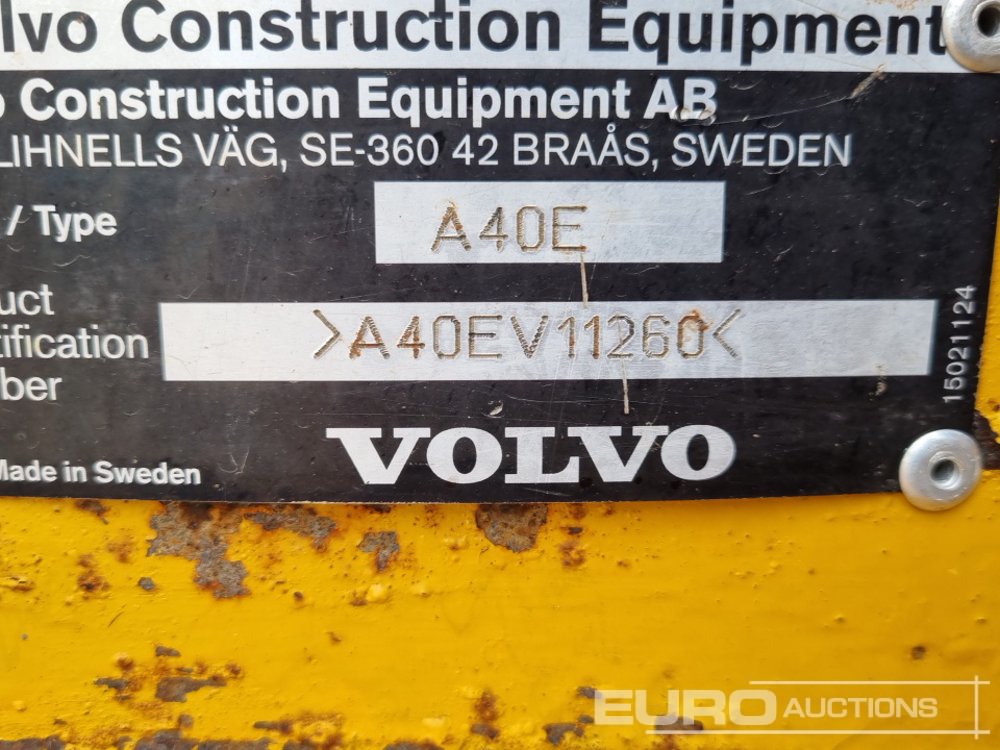 lvo Construction Equipment
o Construction Equipment AB
LIHNELLS VÄG, SE-360 42 BRAÅS, SWEDEN
/ Type
A40E
uct
tification
ber
>A40EV11260<
15021124
Made in Sweden
VOLVO
EURO AUCTIONS